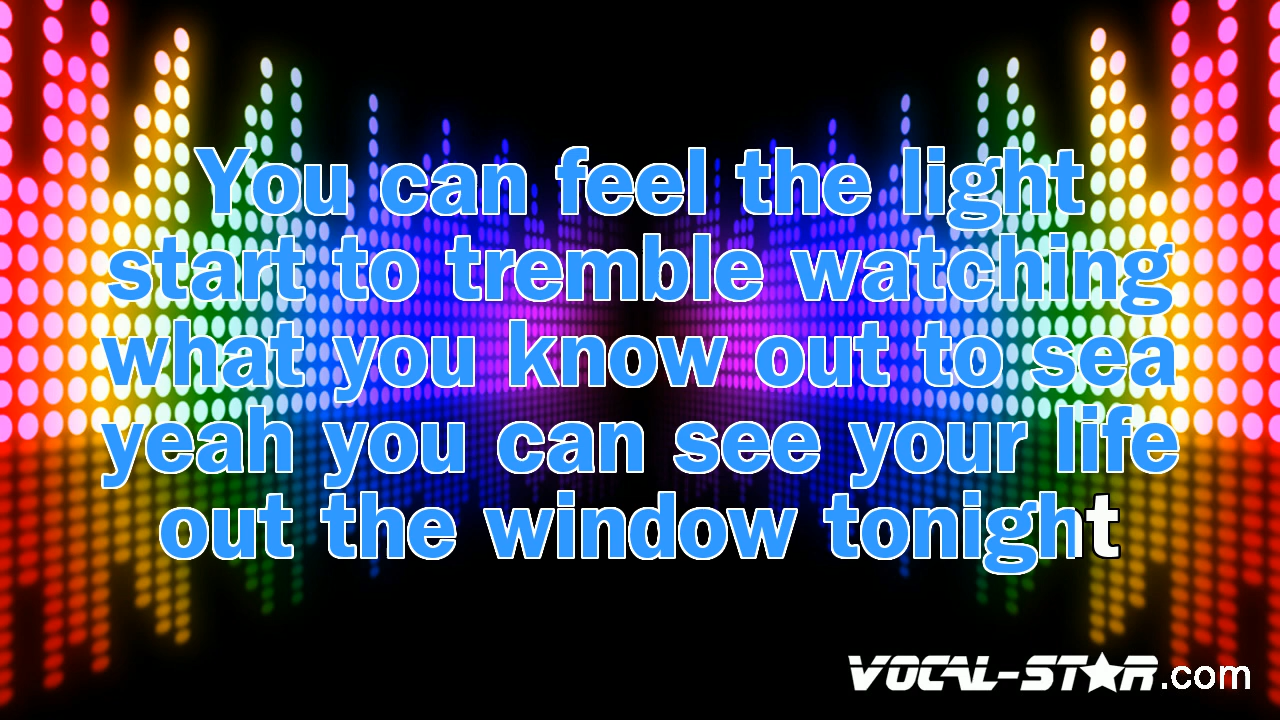 You can feel the light
start to tremble watching
what you know out to sea
yeah you can see your life
out the window tonight
VOCAL-STAR.com